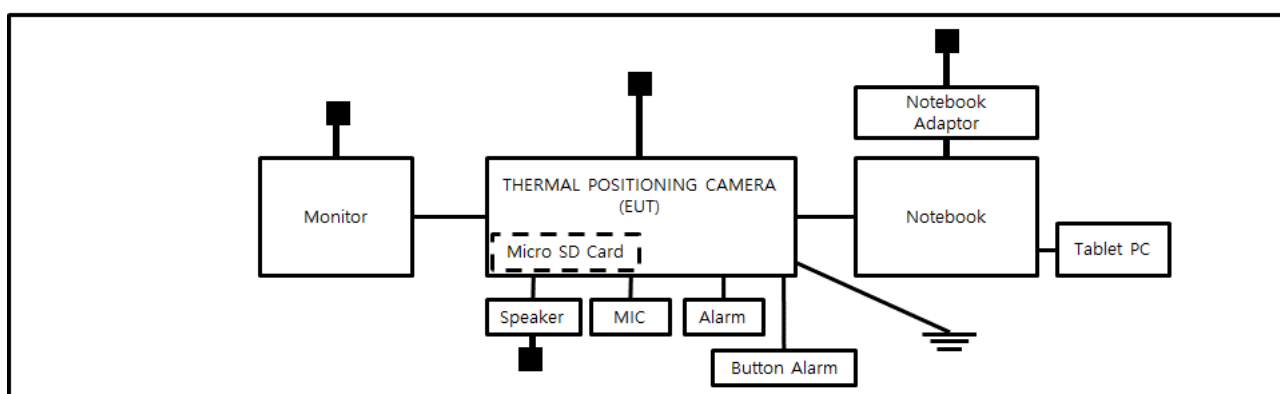 Notebook
Adaptor
Monitor
THERMAL POSITIONING CAMERA
(EUT)
Micro SD Card
Notebook
Tablet PC
Speaker
MIC
Alarm
Button Alarm